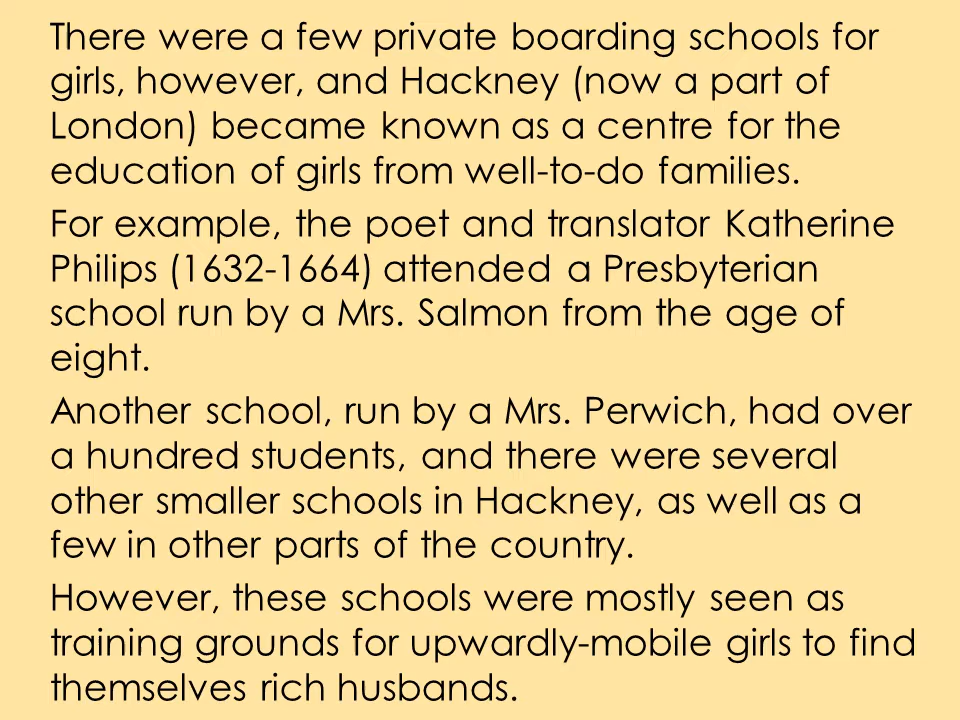 There were a few private boarding schools for
girls, however, and Hackney (now a part of
London) became known as a centre for the
education of girls from well-to-do families.
For example, the poet and translator Katherine
Philips (1632-1664) attended a Presbyterian
school run by a Mrs. Salmon from the age of
eight.
Another school, run by a Mrs. Perwich, had over
a hundred students, and there were several
other smaller schools in Hackney, as well as a
few in other parts of the country.
However, these schools were mostly seen as
training grounds for upwardly-mobile girls to find
themselves rich husbands.